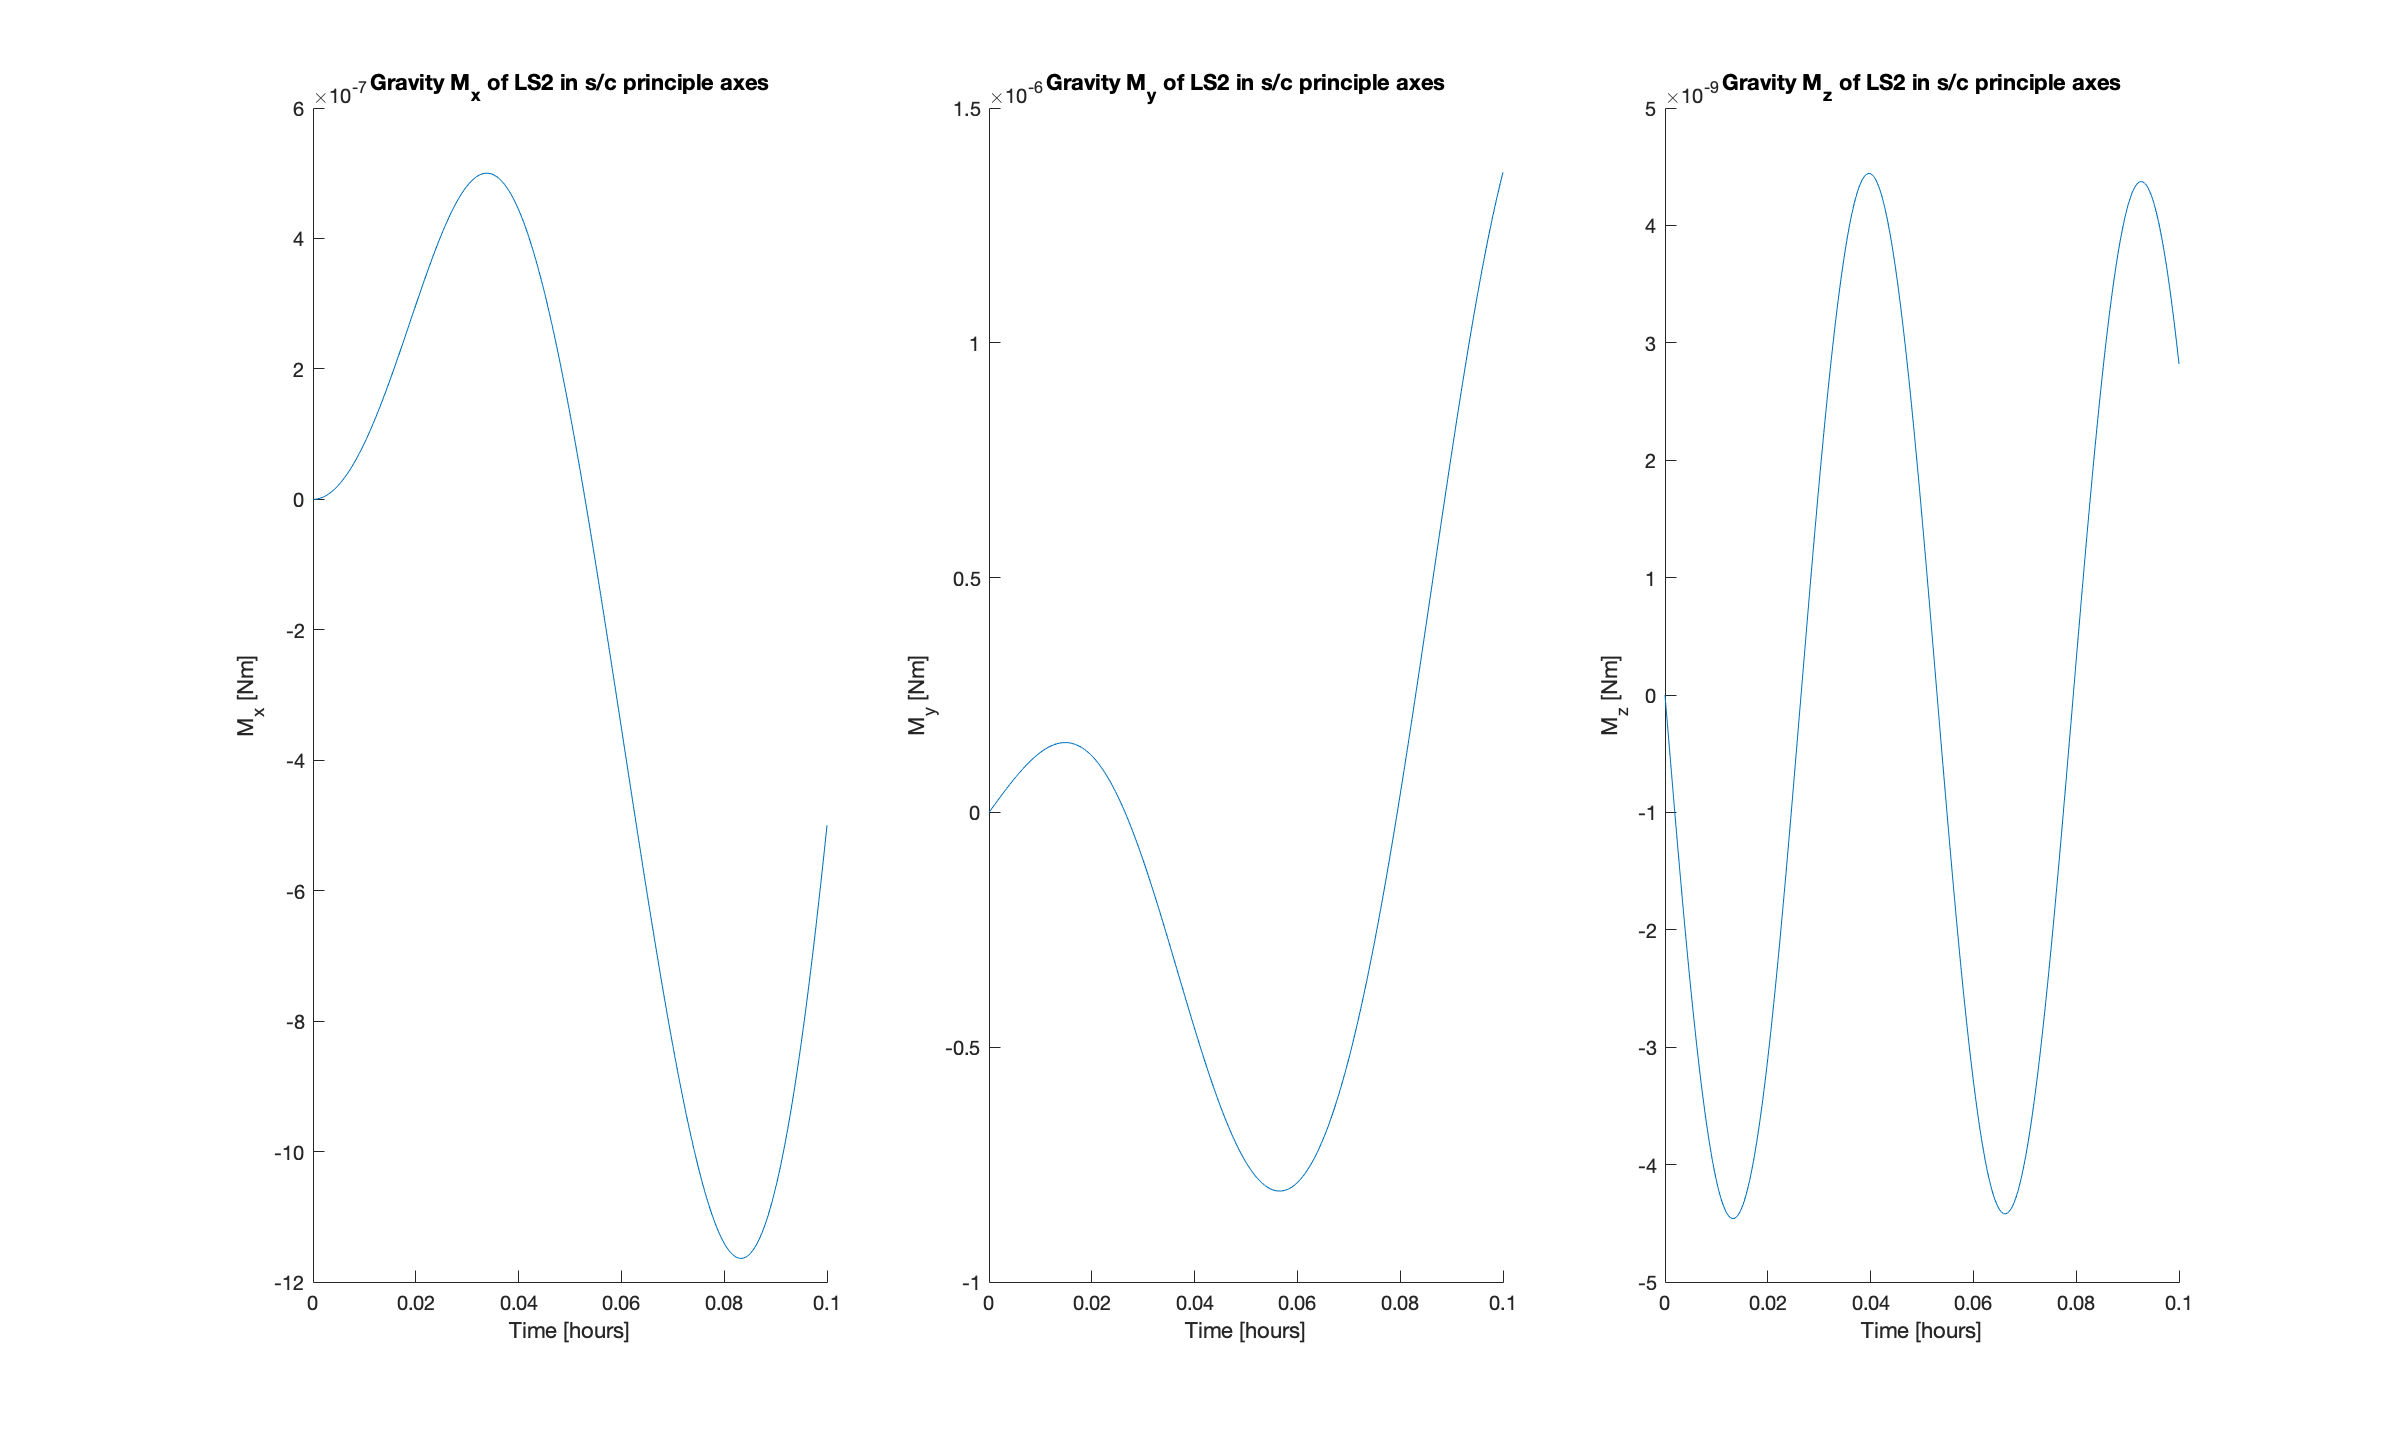 ×10-7 Gravity Mx of LS2 in s/c principle axes
6
4
2
0
-2
-4
-6
-8
-10
-12
Mx [Nm]
0 0.02 0.04 0.06 0.08 0.1
Time [hours]
×10-6 Gravity My of LS2 in s/c principle axes
1.5
1
0.5
0
-0.5
-1
My [Nm]
0 0.02 0.04 0.06 0.08 0.1
Time [hours]
×10-9 Gravity Mz of LS2 in s/c principle axes
5
4
3
2
1
0
-1
-2
-3
-4
-5
Mz [Nm]
0 0.02 0.04 0.06 0.08 0.1
Time [hours]